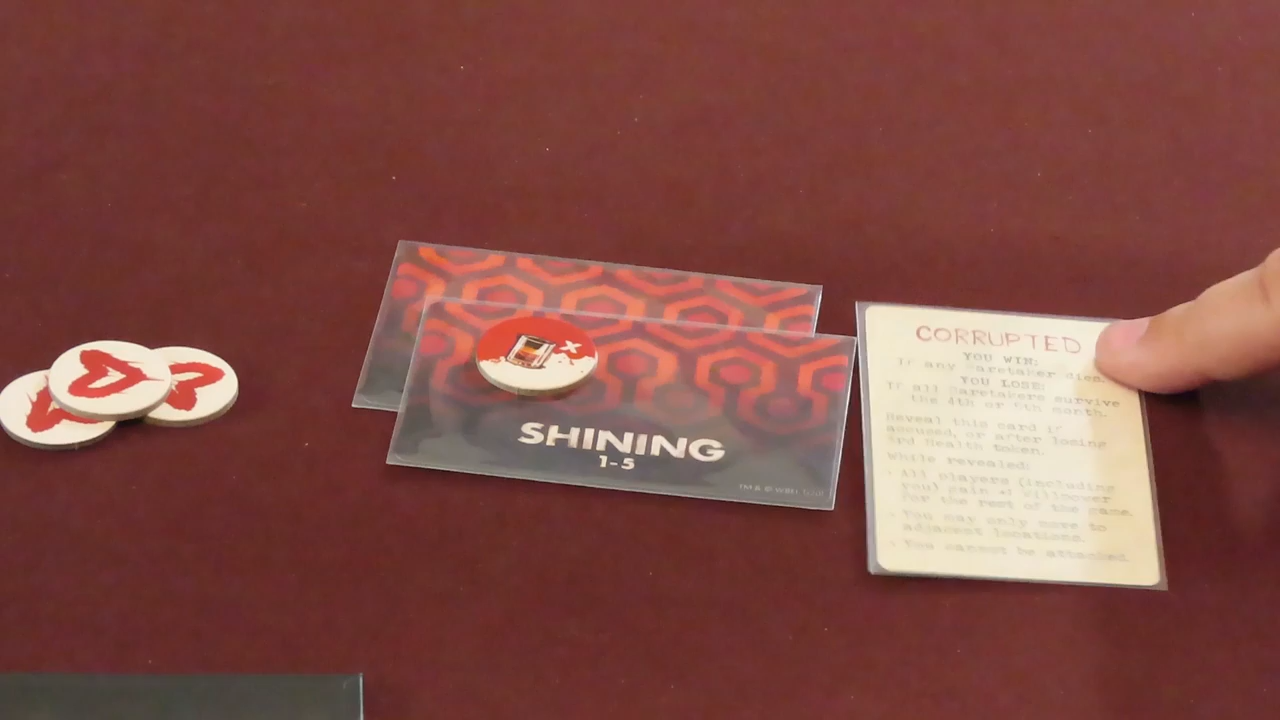 SHINING
1-5
TM & © WBEI
CORRUPTED
YOU WIN:
If any Caretaker dies.
YOU LOSE:
If all Caretakers survive
the 4th or 5th month.
Reveal this card if
accused, or after losing
3rd Health token.
While revealed:
· All players (including
you) gain +1 Willpower
for the rest of the game.
· You may only move to
adjacent locations.
· You cannot be attacked.